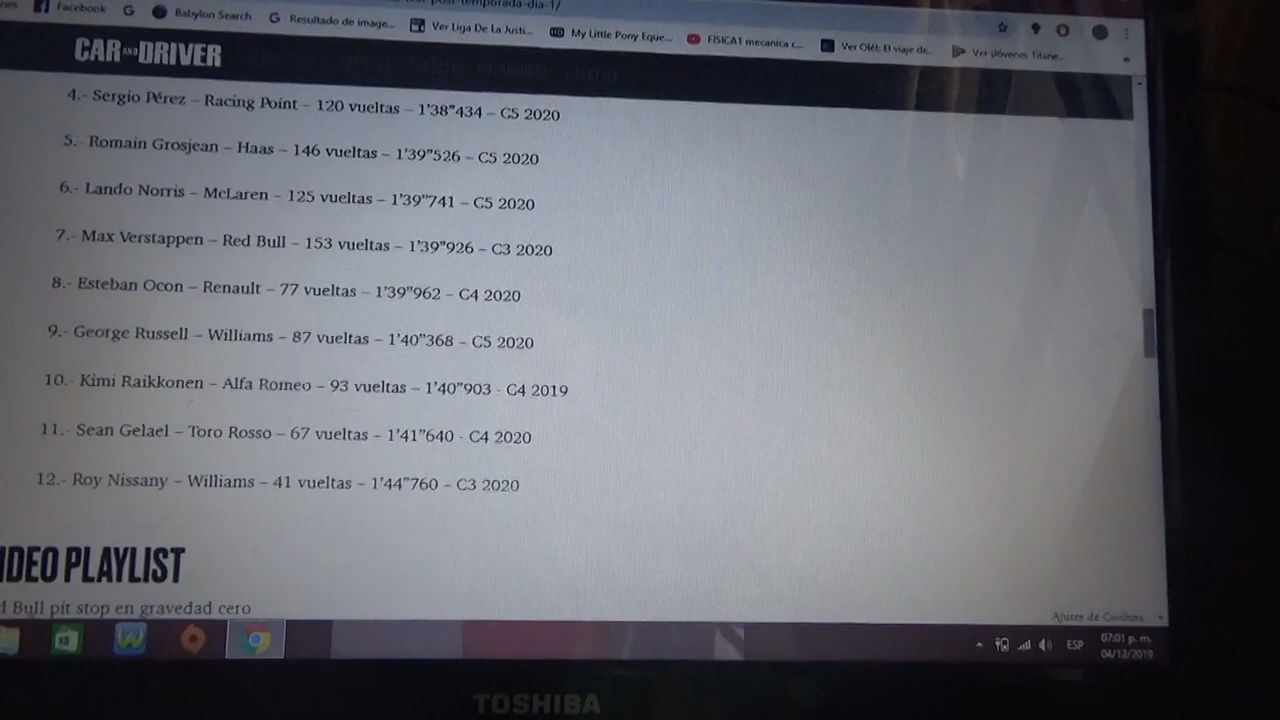 temporada-dia-1/
Facebook
Babylon Search
Resultado de image...
Ver Liga De La Justi...
My Little Pony Eque...
FISICA1 mecanica c...
Ver Olét: El viaje de...
Ver Jóvenes Titane...
CAR AND DRIVER
4.- Sergio Pérez – Racing Point – 120 vueltas – 1'38”434 – C5 2020
5.- Romain Grosjean – Haas – 146 vueltas – 1'39”526 – C5 2020
6.- Lando Norris – McLaren – 125 vueltas – 1'39”741 – C5 2020
7.- Max Verstappen – Red Bull – 153 vueltas – 1'39”926 – C3 2020
8.- Esteban Ocon – Renault – 77 vueltas – 1'39”962 – C4 2020
9.- George Russell – Williams – 87 vueltas – 1'40”368 – C5 2020
10.- Kimi Raikkonen – Alfa Romeo – 93 vueltas – 1'40”903 - C4 2019
11.- Sean Gelael – Toro Rosso – 67 vueltas – 1'41”640 - C4 2020
12.- Roy Nissany – Williams – 41 vueltas – 1'44”760 – C3 2020
IDEO PLAYLIST
d Bull pit stop en gravedad cero
Ajustes de Cookies
ESP
07:01 p. m.
04/12/2019
TOSHIBA